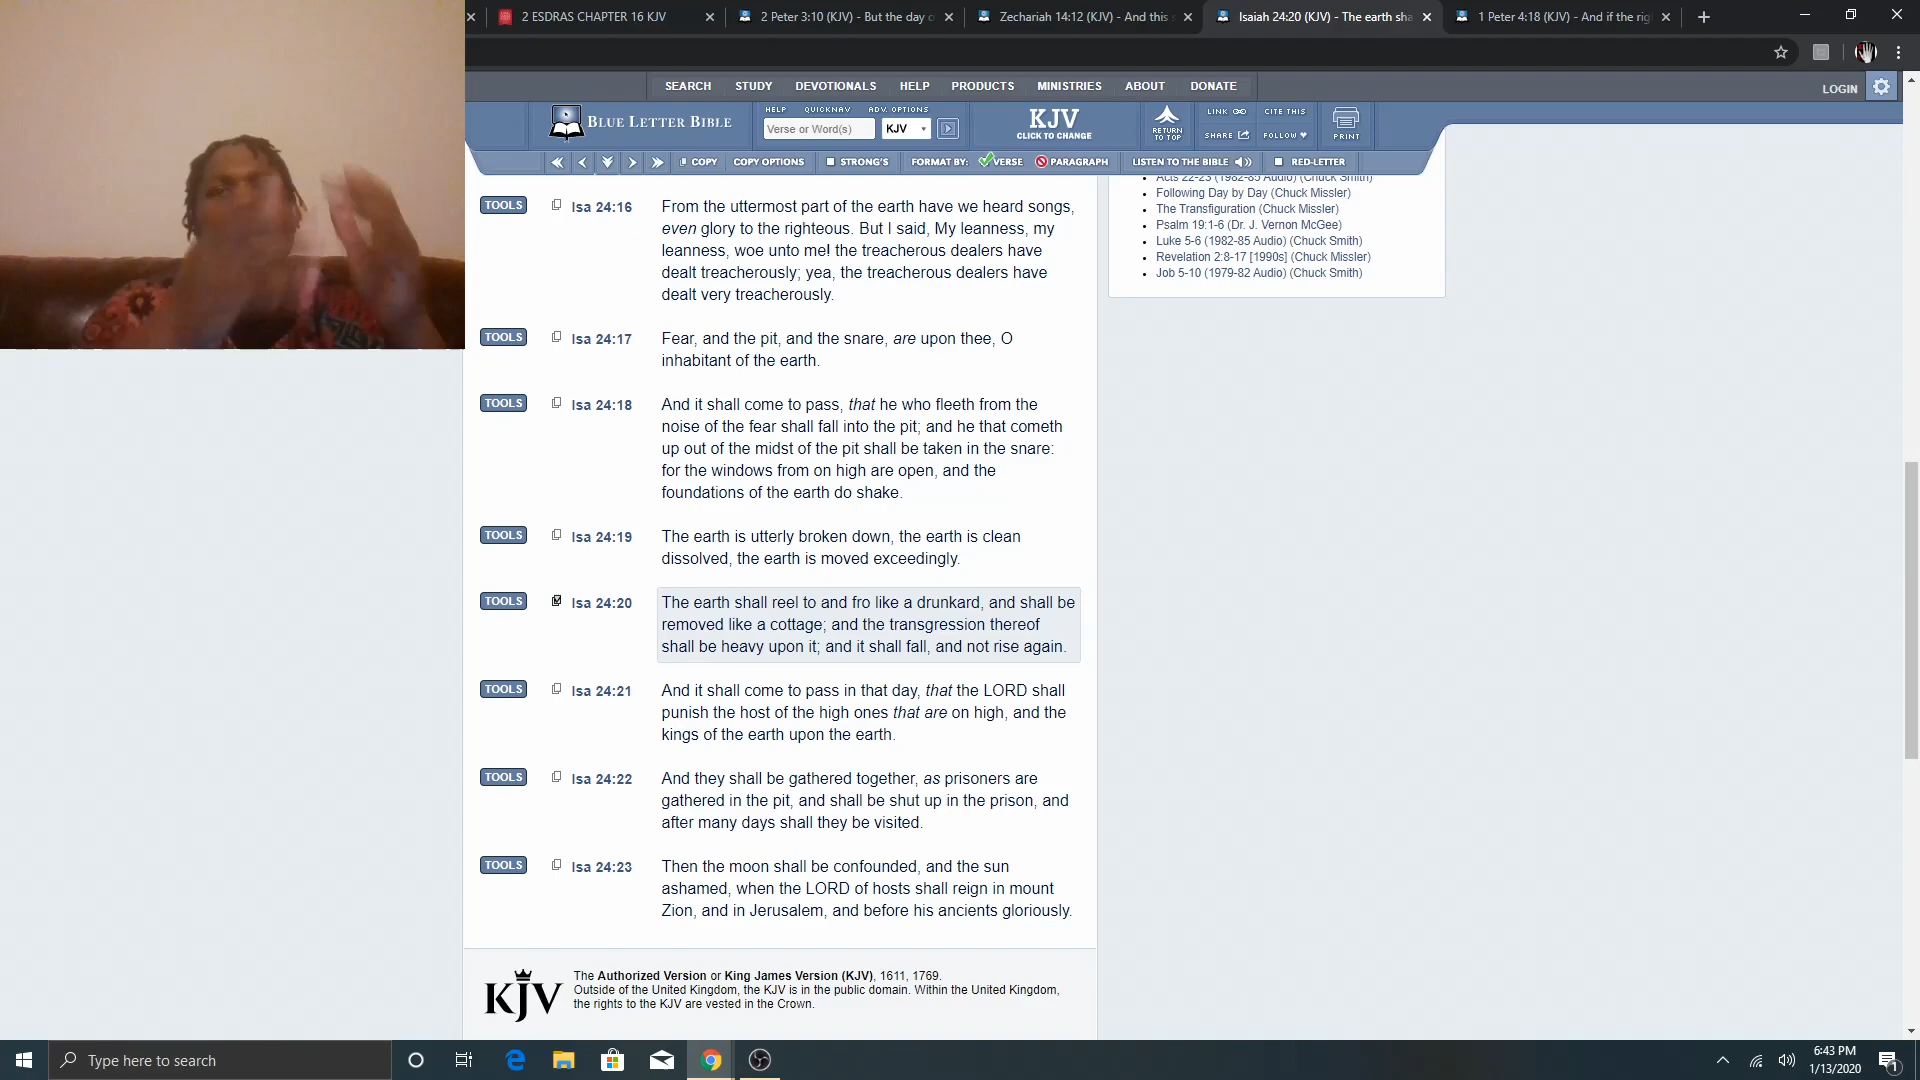 2 ESDRAS CHAPTER 16 KJV
2 Peter 3:10 (KJV) - But the day o
Zechariah 14:12 (KJV) - And this
Isaiah 24:20 (KJV) - The earth sha
1 Peter 4:18 (KJV) - And if the rig
SEARCH STUDY DEVOTIONALS HELP PRODUCTS MINISTRIES ABOUT DONATE
LOGIN
BLUE LETTER BIBLE
HELP QUICKNAV ADV. OPTIONS
Verse or Word(s) KJV
KJV
CLICK TO CHANGE
RETURN
TO TOP
LINK CITE THIS
SHARE FOLLOW
PRINT
COPY COPY OPTIONS STRONG'S FORMAT BY: VERSE PARAGRAPH LISTEN TO THE BIBLE RED-LETTER
Acts 22-23 (1982-85 Audio) (Chuck Smith)
Following Day by Day (Chuck Missler)
The Transfiguration (Chuck Missler)
Psalm 19:1-6 (Dr. J. Vernon McGee)
Luke 5-6 (1982-85 Audio) (Chuck Smith)
Revelation 2:8-17 [1990s] (Chuck Missler)
Job 5-10 (1979-82 Audio) (Chuck Smith)
TOOLS Isa 24:16 From the uttermost part of the earth have we heard songs,
even glory to the righteous. But I said, My leanness, my
leanness, woe unto me! the treacherous dealers have
dealt treacherously; yea, the treacherous dealers have
dealt very treacherously.
TOOLS Isa 24:17 Fear, and the pit, and the snare, are upon thee, O
inhabitant of the earth.
TOOLS Isa 24:18 And it shall come to pass, that he who fleeth from the
noise of the fear shall fall into the pit; and he that cometh
up out of the midst of the pit shall be taken in the snare:
for the windows from on high are open, and the
foundations of the earth do shake.
TOOLS Isa 24:19 The earth is utterly broken down, the earth is clean
dissolved, the earth is moved exceedingly.
TOOLS Isa 24:20 The earth shall reel to and fro like a drunkard, and shall be
removed like a cottage; and the transgression thereof
shall be heavy upon it; and it shall fall, and not rise again.
TOOLS Isa 24:21 And it shall come to pass in that day, that the LORD shall
punish the host of the high ones that are on high, and the
kings of the earth upon the earth.
TOOLS Isa 24:22 And they shall be gathered together, as prisoners are
gathered in the pit, and shall be shut up in the prison, and
after many days shall they be visited.
TOOLS Isa 24:23 Then the moon shall be confounded, and the sun
ashamed, when the LORD of hosts shall reign in mount
Zion, and in Jerusalem, and before his ancients gloriously.
KJV
The Authorized Version or King James Version (KJV), 1611, 1769.
Outside of the United Kingdom, the KJV is in the public domain. Within the United Kingdom,
the rights to the KJV are vested in the Crown.
Type here to search
6:43 PM
1/13/2020
1